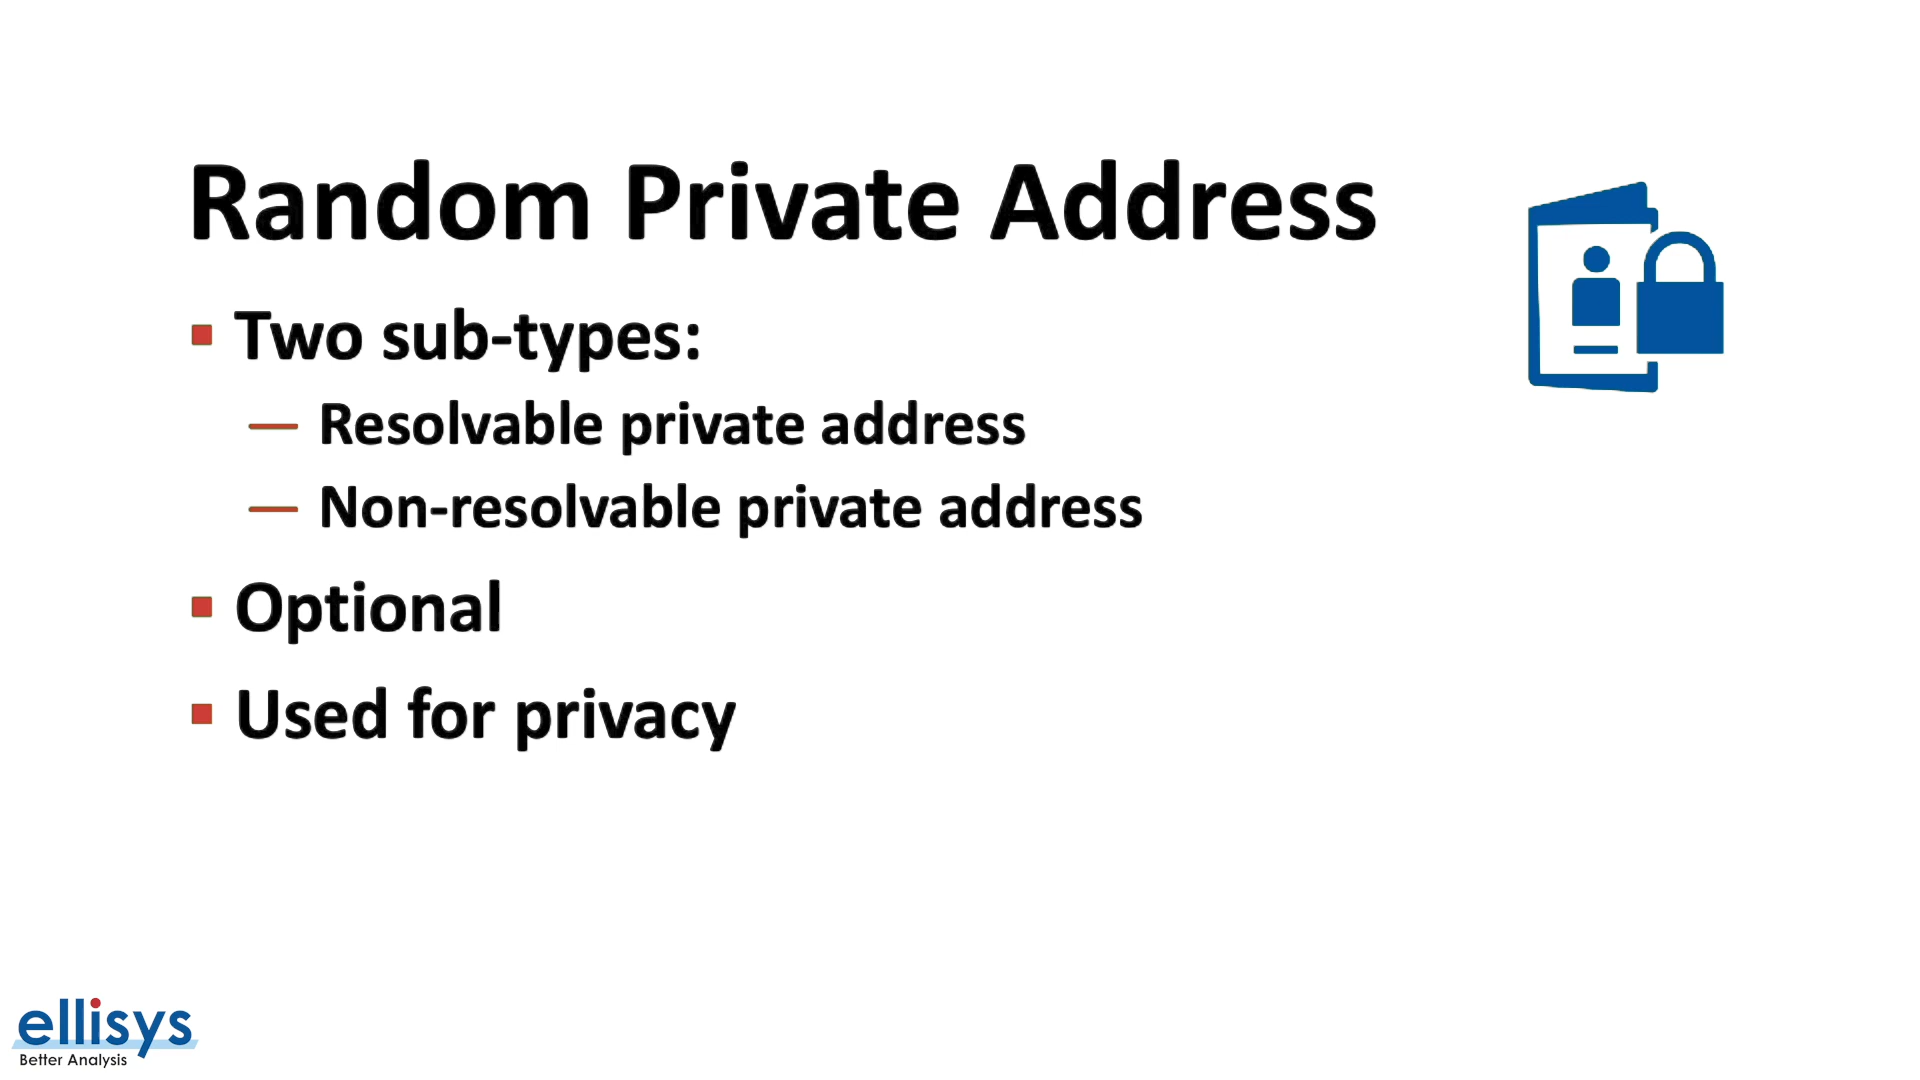 Random Private Address
Two sub-types:
— Resolvable private address
— Non-resolvable private address
Optional
Used for privacy
ellisys
Better Analysis